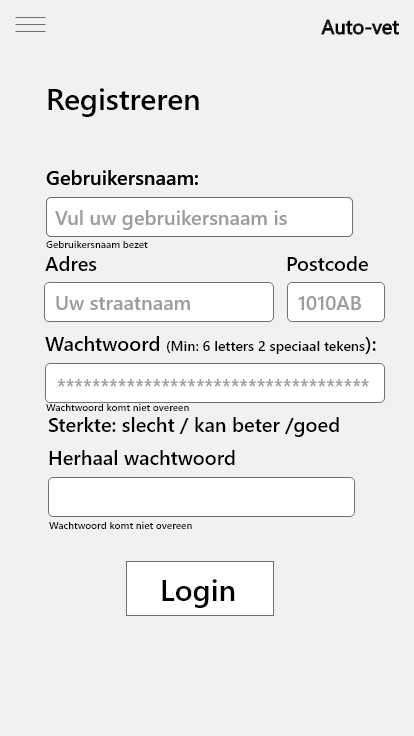 Auto-vet
Registreren
Gebruikersnaam:
Vul uw gebruikersnaam is
Gebruikersnaam bezet
Adres Postcode
Uw straatnaam 1010AB
Wachtwoord (Min: 6 letters 2 speciaal tekens):
************************************
Wachtwoord komt niet overeen
Sterkte: slecht / kan beter /goed
Herhaal wachtwoord
Wachtwoord komt niet overeen
Login